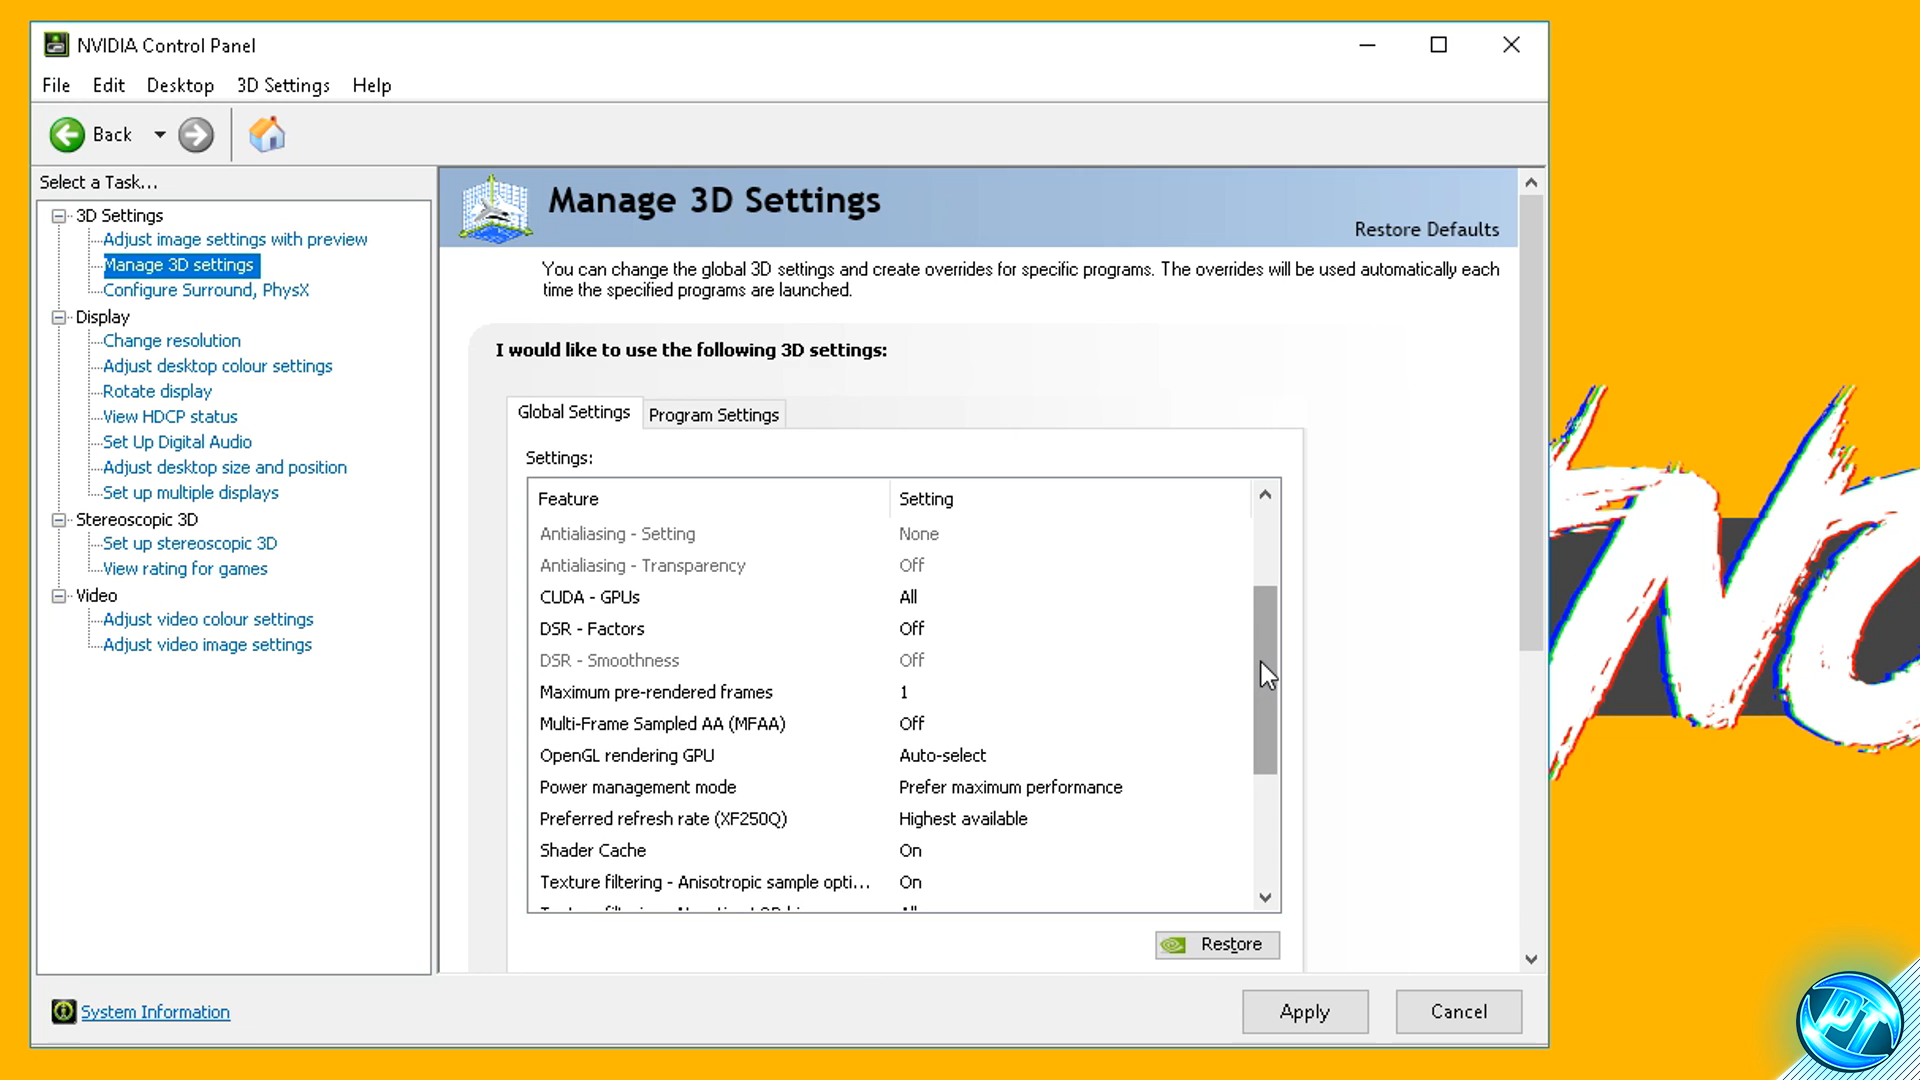 NVIDIA Control Panel
File Edit Desktop 3D Settings Help
Back
Select a Task...
3D Settings
Adjust image settings with preview
Manage 3D settings
Configure Surround, PhysX
Display
Change resolution
Adjust desktop colour settings
Rotate display
View HDCP status
Set Up Digital Audio
Adjust desktop size and position
Set up multiple displays
Stereoscopic 3D
Set up stereoscopic 3D
View rating for games
Video
Adjust video colour settings
Adjust video image settings
System Information
Manage 3D Settings
Restore Defaults
You can change the global 3D settings and create overrides for specific programs. The overrides will be used automatically each
time the specified programs are launched.
I would like to use the following 3D settings:
Global Settings Program Settings
Settings:
Feature Setting
Antialiasing - Setting None
Antialiasing - Transparency Off
CUDA - GPUs All
DSR - Factors Off
DSR - Smoothness Off
Maximum pre-rendered frames 1
Multi-Frame Sampled AA (MFAA) Off
OpenGL rendering GPU Auto-select
Power management mode Prefer maximum performance
Preferred refresh rate (XF250Q) Highest available
Shader Cache On
Texture filtering - Anisotropic sample opti... On
Restore
Apply Cancel
PT